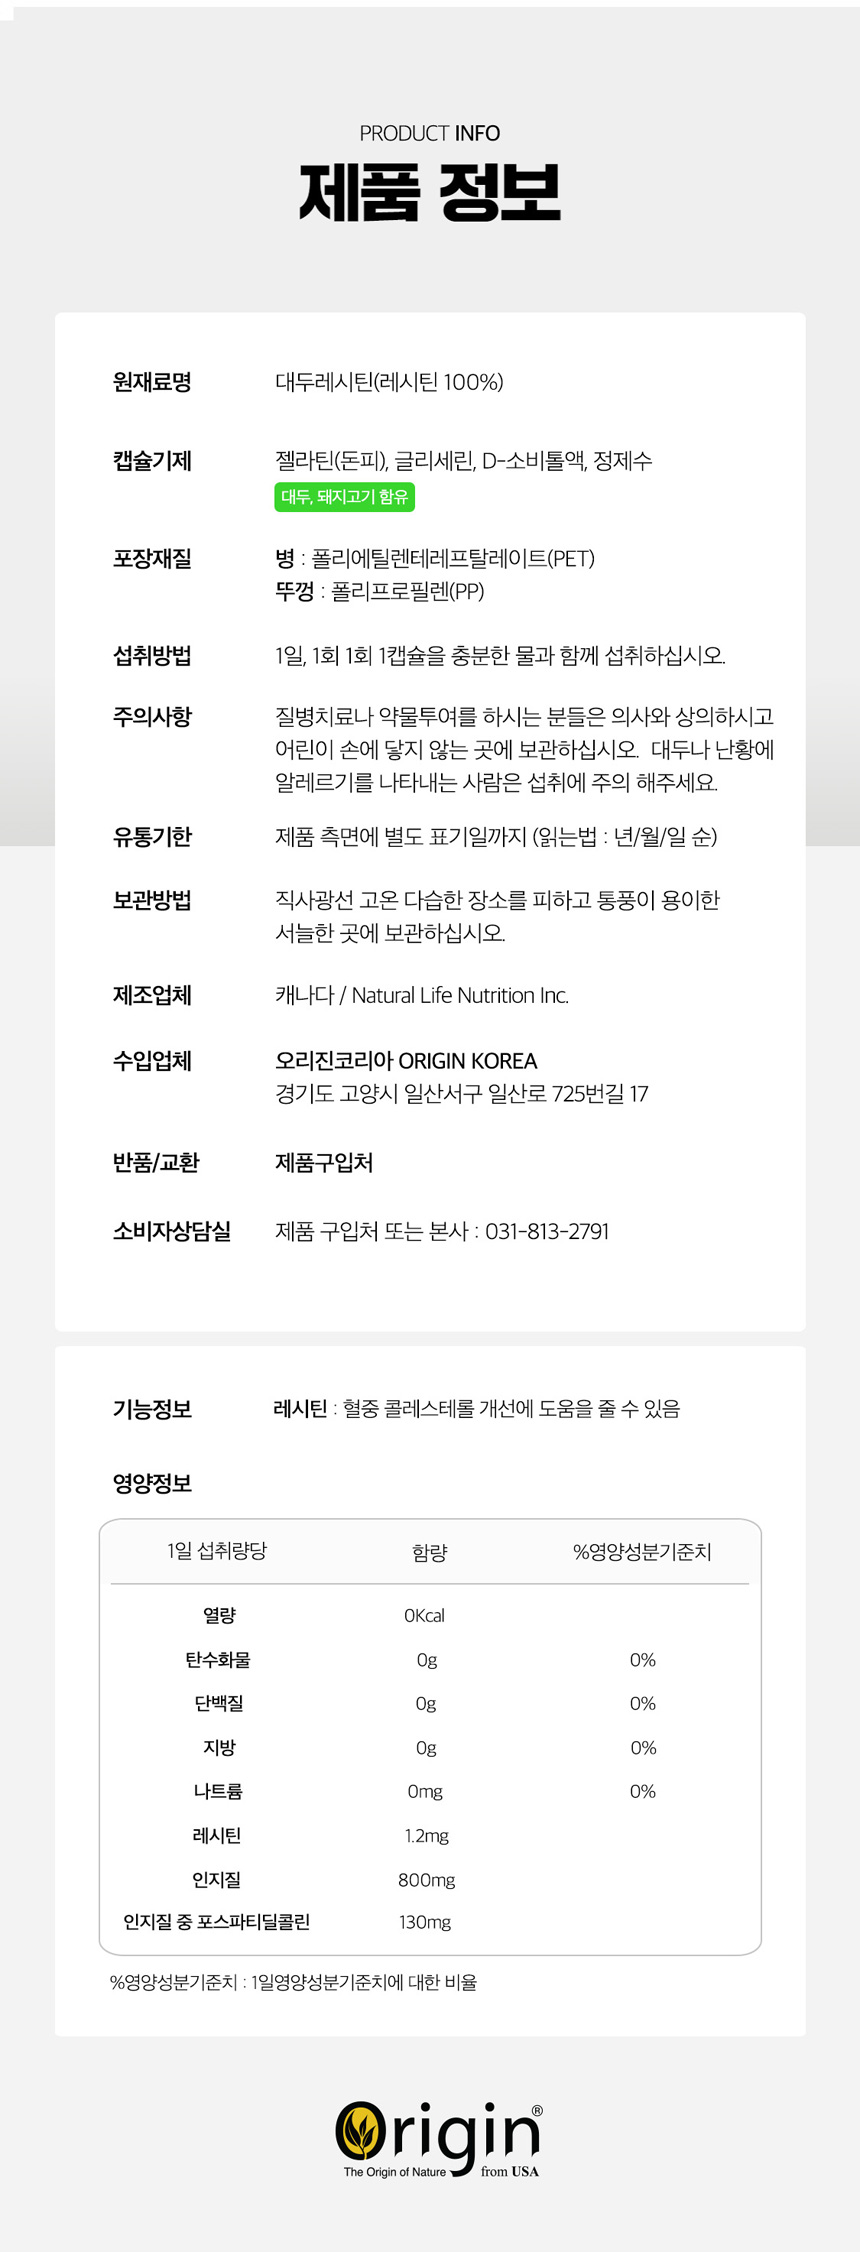 PRODUCT INFO
제품 정보
원재료명 대두레시틴(레시틴 100%)
캡슐기제 젤라틴(돈피), 글리세린, D-소비톨액, 정제수
대두, 돼지고기 함유
포장재질 병 : 폴리에틸렌테레프탈레이트(PET)
뚜껑 : 폴리프로필렌(PP)
섭취방법 1일, 1회 1회 1캡슐을 충분한 물과 함께 섭취하십시오.
주의사항 질병치료나 약물투여를 하시는 분들은 의사와 상의하시고
어린이 손에 닿지 않는 곳에 보관하십시오. 대두나 난황에
알레르기를 나타내는 사람은 섭취에 주의 해주세요.
유통기한 제품 측면에 별도 표기일까지 (읽는법 : 년/월/일 순)
보관방법 직사광선 고온 다습한 장소를 피하고 통풍이 용이한
서늘한 곳에 보관하십시오.
제조업체 캐나다 / Natural Life Nutrition Inc.
수입업체 오리진코리아 ORIGIN KOREA
경기도 고양시 일산서구 일산로 725번길 17
반품/교환 제품구입처
소비자상담실 제품 구입처 또는 본사 : 031-813-2791
기능정보 레시틴 : 혈중 콜레스테롤 개선에 도움을 줄 수 있음
영양정보
1일 섭취량당 함량 %영양성분기준치
열량 0Kcal
탄수화물 0g 0%
단백질 0g 0%
지방 0g 0%
나트륨 0mg 0%
레시틴 1.2mg
인지질 800mg
인지질 중 포스파티딜콜린 130mg
%영양성분기준치 : 1일영양성분기준치에 대한 비율
Origin®
The Origin of Nature from USA